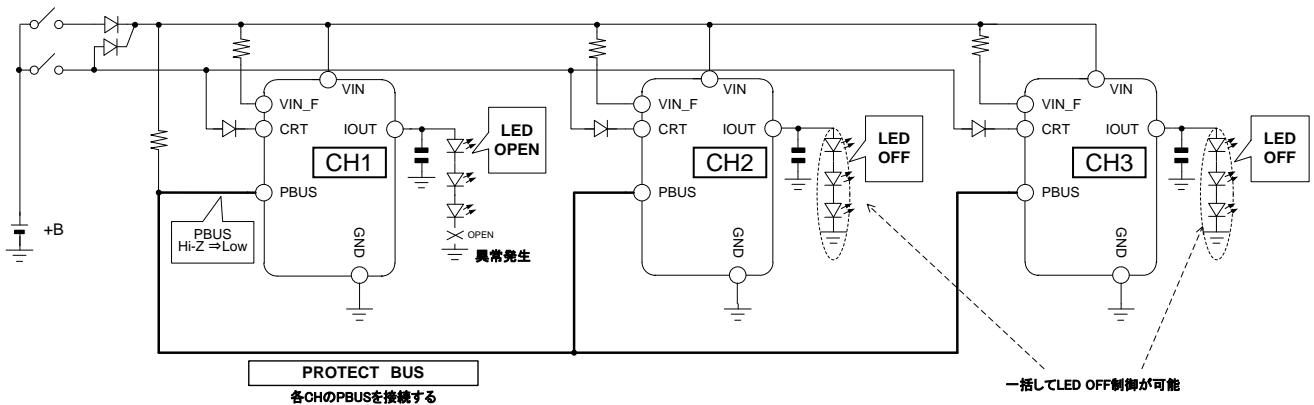 VIN
VIN_F
CRT
IOUT
CH1
PBUS
GND
LED
OPEN
OPEN
異常発生
PBUS
Hi-Z ⇒Low
+B
VIN
VIN_F
CRT
IOUT
CH2
PBUS
GND
LED
OFF
VIN
VIN_F
CRT
IOUT
CH3
PBUS
GND
LED
OFF
PROTECT BUS
各CHのPBUSを接続する
一括してLED OFF制御が可能